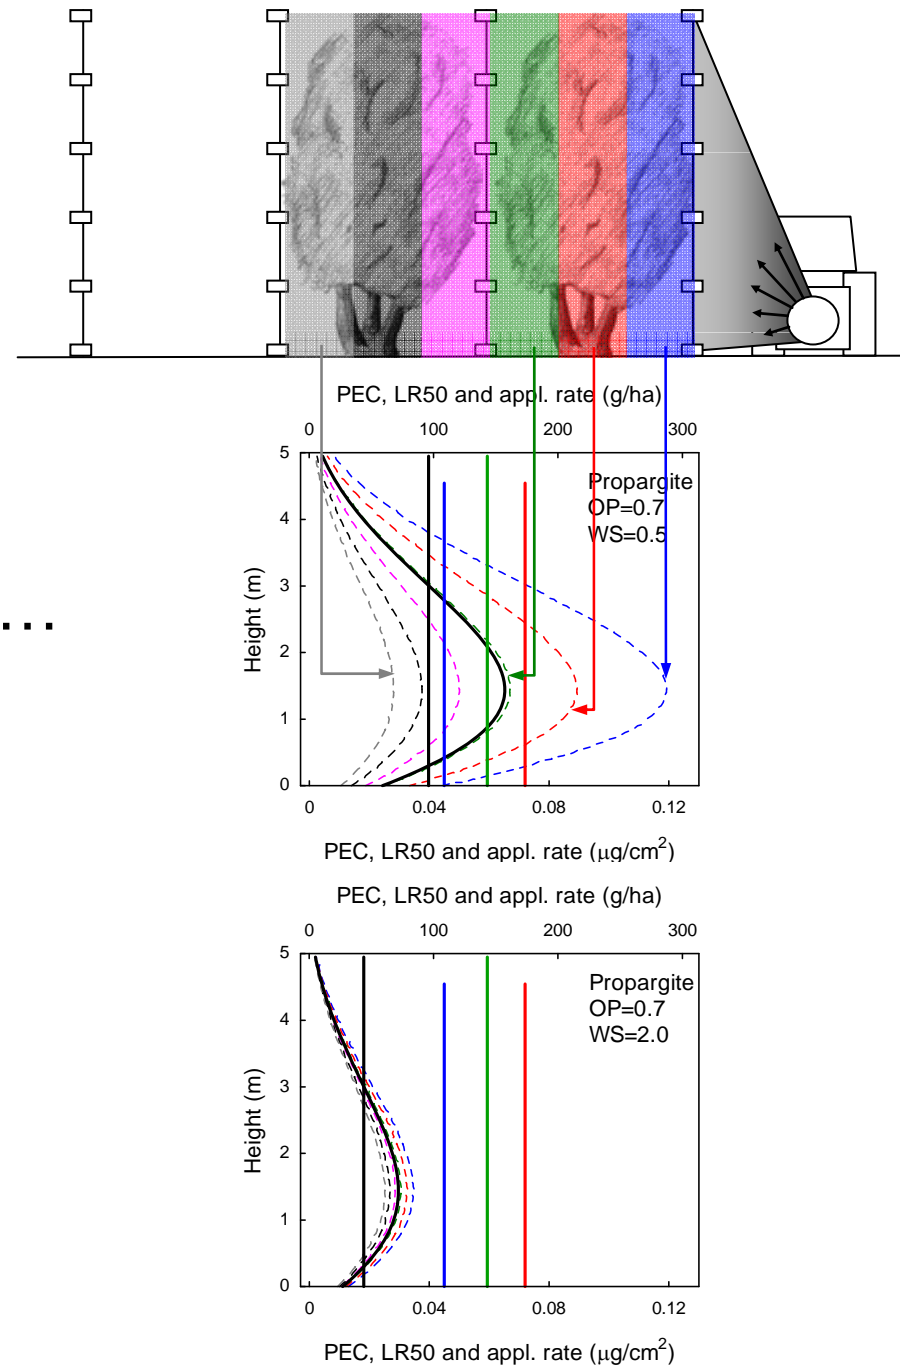 PEC, LR50 and appl. rate (g/ha)
0 100 200 300
5
Propargite
OP=0.7
WS=0.5
4
3
Height (m)
2
1
0
0 0.04 0.08 0.12
PEC, LR50 and appl. rate (μg/cm²)
...
PEC, LR50 and appl. rate (g/ha)
0 100 200 300
5
Propargite
OP=0.7
WS=2.0
4
3
Height (m)
2
1
0
0 0.04 0.08 0.12
PEC, LR50 and appl. rate (μg/cm²)